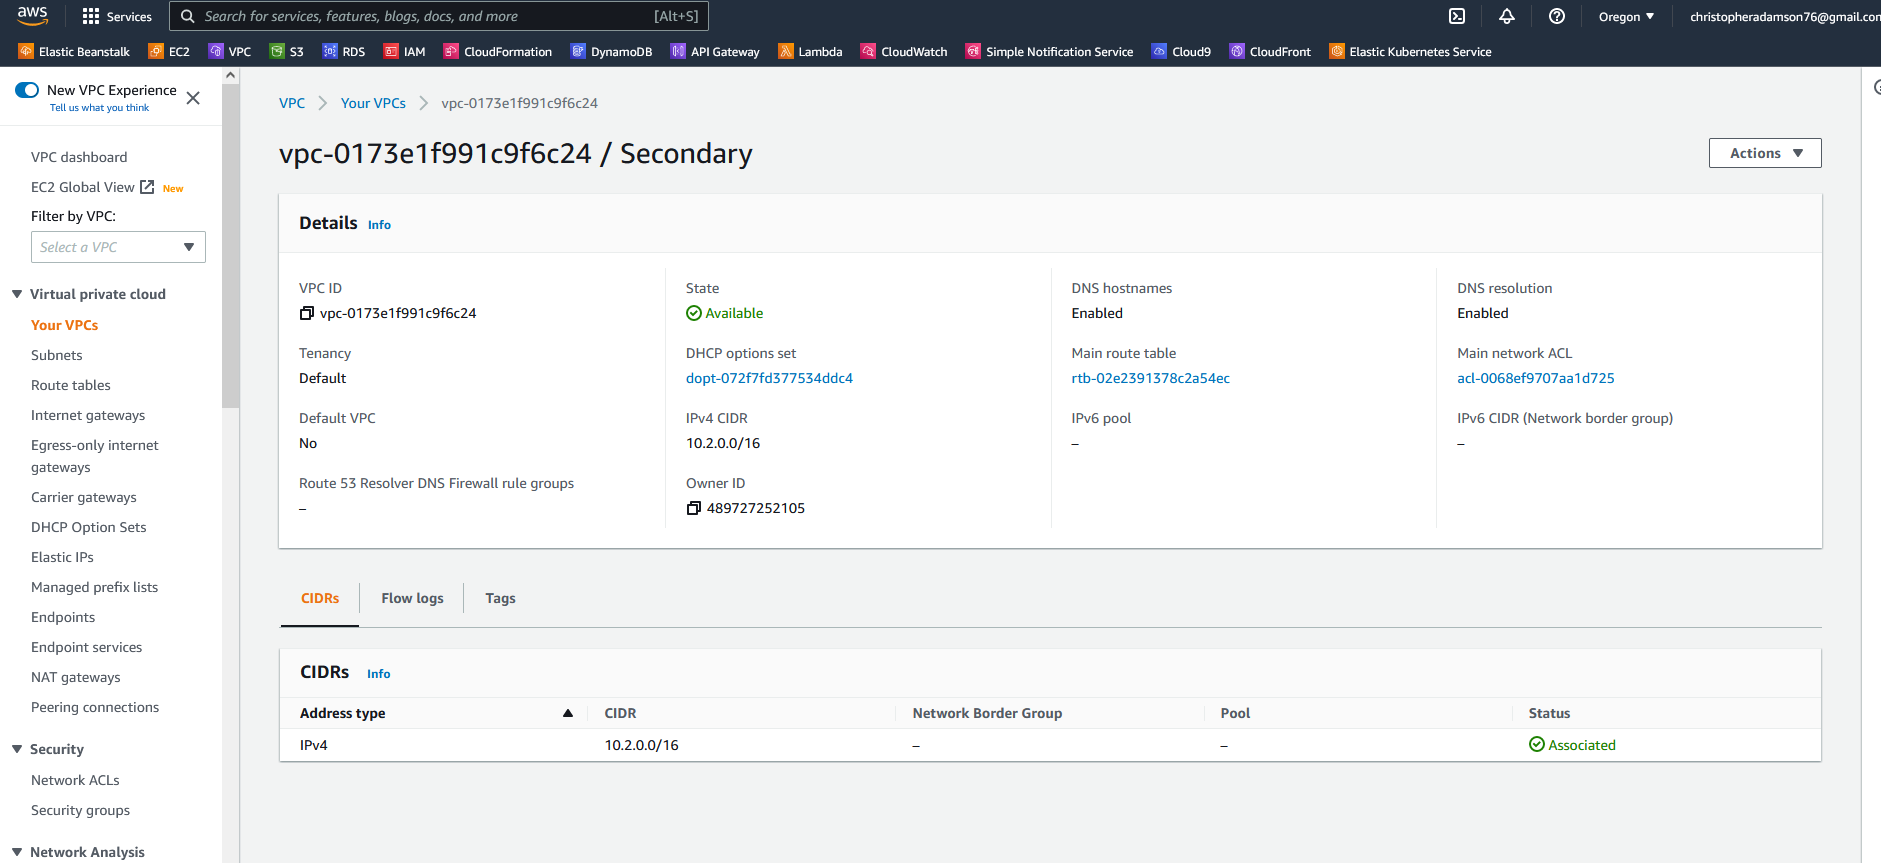 aws
Services
Search for services, features, blogs, docs, and more
[Alt+S]
Oregon
christopheradamson76@gmail.com
Elastic Beanstalk
EC2
VPC
S3
RDS
IAM
CloudFormation
DynamoDB
API Gateway
Lambda
CloudWatch
Simple Notification Service
Cloud9
CloudFront
Elastic Kubernetes Service
New VPC Experience
Tell us what you think
VPC dashboard
EC2 Global View New
Filter by VPC:
Select a VPC
Virtual private cloud
Your VPCs
Subnets
Route tables
Internet gateways
Egress-only internet
gateways
Carrier gateways
DHCP Option Sets
Elastic IPs
Managed prefix lists
Endpoints
Endpoint services
NAT gateways
Peering connections
Security
Network ACLs
Security groups
Network Analysis
VPC > Your VPCs > vpc-0173e1f991c9f6c24
vpc-0173e1f991c9f6c24 / Secondary
Actions
Details Info
VPC ID
vpc-0173e1f991c9f6c24
State
Available
DNS hostnames
Enabled
DNS resolution
Enabled
Tenancy
Default
DHCP options set
dopt-072f7fd377534ddc4
Main route table
rtb-02e2391378c2a54ec
Main network ACL
acl-0068ef9707aa1d725
Default VPC
No
IPv4 CIDR
10.2.0.0/16
IPv6 pool
–
IPv6 CIDR (Network border group)
–
Route 53 Resolver DNS Firewall rule groups
–
Owner ID
489727252105
CIDRs
Flow logs
Tags
CIDRs Info
Address type CIDR Network Border Group Pool Status
IPv4 10.2.0.0/16 – – Associated